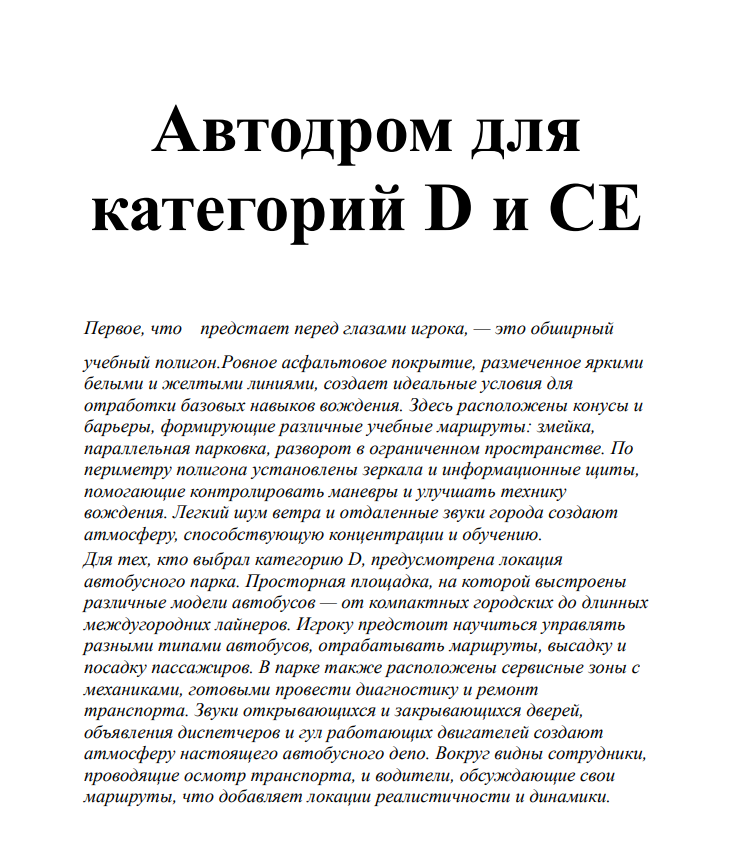 Автодром для
категорий D и CE
Первое, что предстает перед глазами игрока, — это обширный
учебный полигон.Ровное асфальтовое покрытие, размеченное яркими
белыми и желтыми линиями, создает идеальные условия для
отработки базовых навыков вождения. Здесь расположены конусы и
барьеры, формирующие различные учебные маршруты: змейка,
параллельная парковка, разворот в ограниченном пространстве. По
периметру полигона установлены зеркала и информационные щиты,
помогающие контролировать маневры и улучшать технику
вождения. Легкий шум ветра и отдаленные звуки города создают
атмосферу, способствующую концентрации и обучению.
Для тех, кто выбрал категорию D, предусмотрена локация
автобусного парка. Просторная площадка, на которой выстроены
различные модели автобусов — от компактных городских до длинных
междугородних лайнеров. Игроку предстоит научиться управлять
разными типами автобусов, отрабатывать маршруты, высадку и
посадку пассажиров. В парке также расположены сервисные зоны с
механиками, готовыми провести диагностику и ремонт
транспорта. Звуки открывающихся и закрывающихся дверей,
объявления диспетчеров и гул работающих двигателей создают
атмосферу настоящего автобусного депо. Вокруг видны сотрудники,
проводящие осмотр транспорта, и водители, обсуждающие свои
маршруты, что добавляет локации реалистичности и динамики.